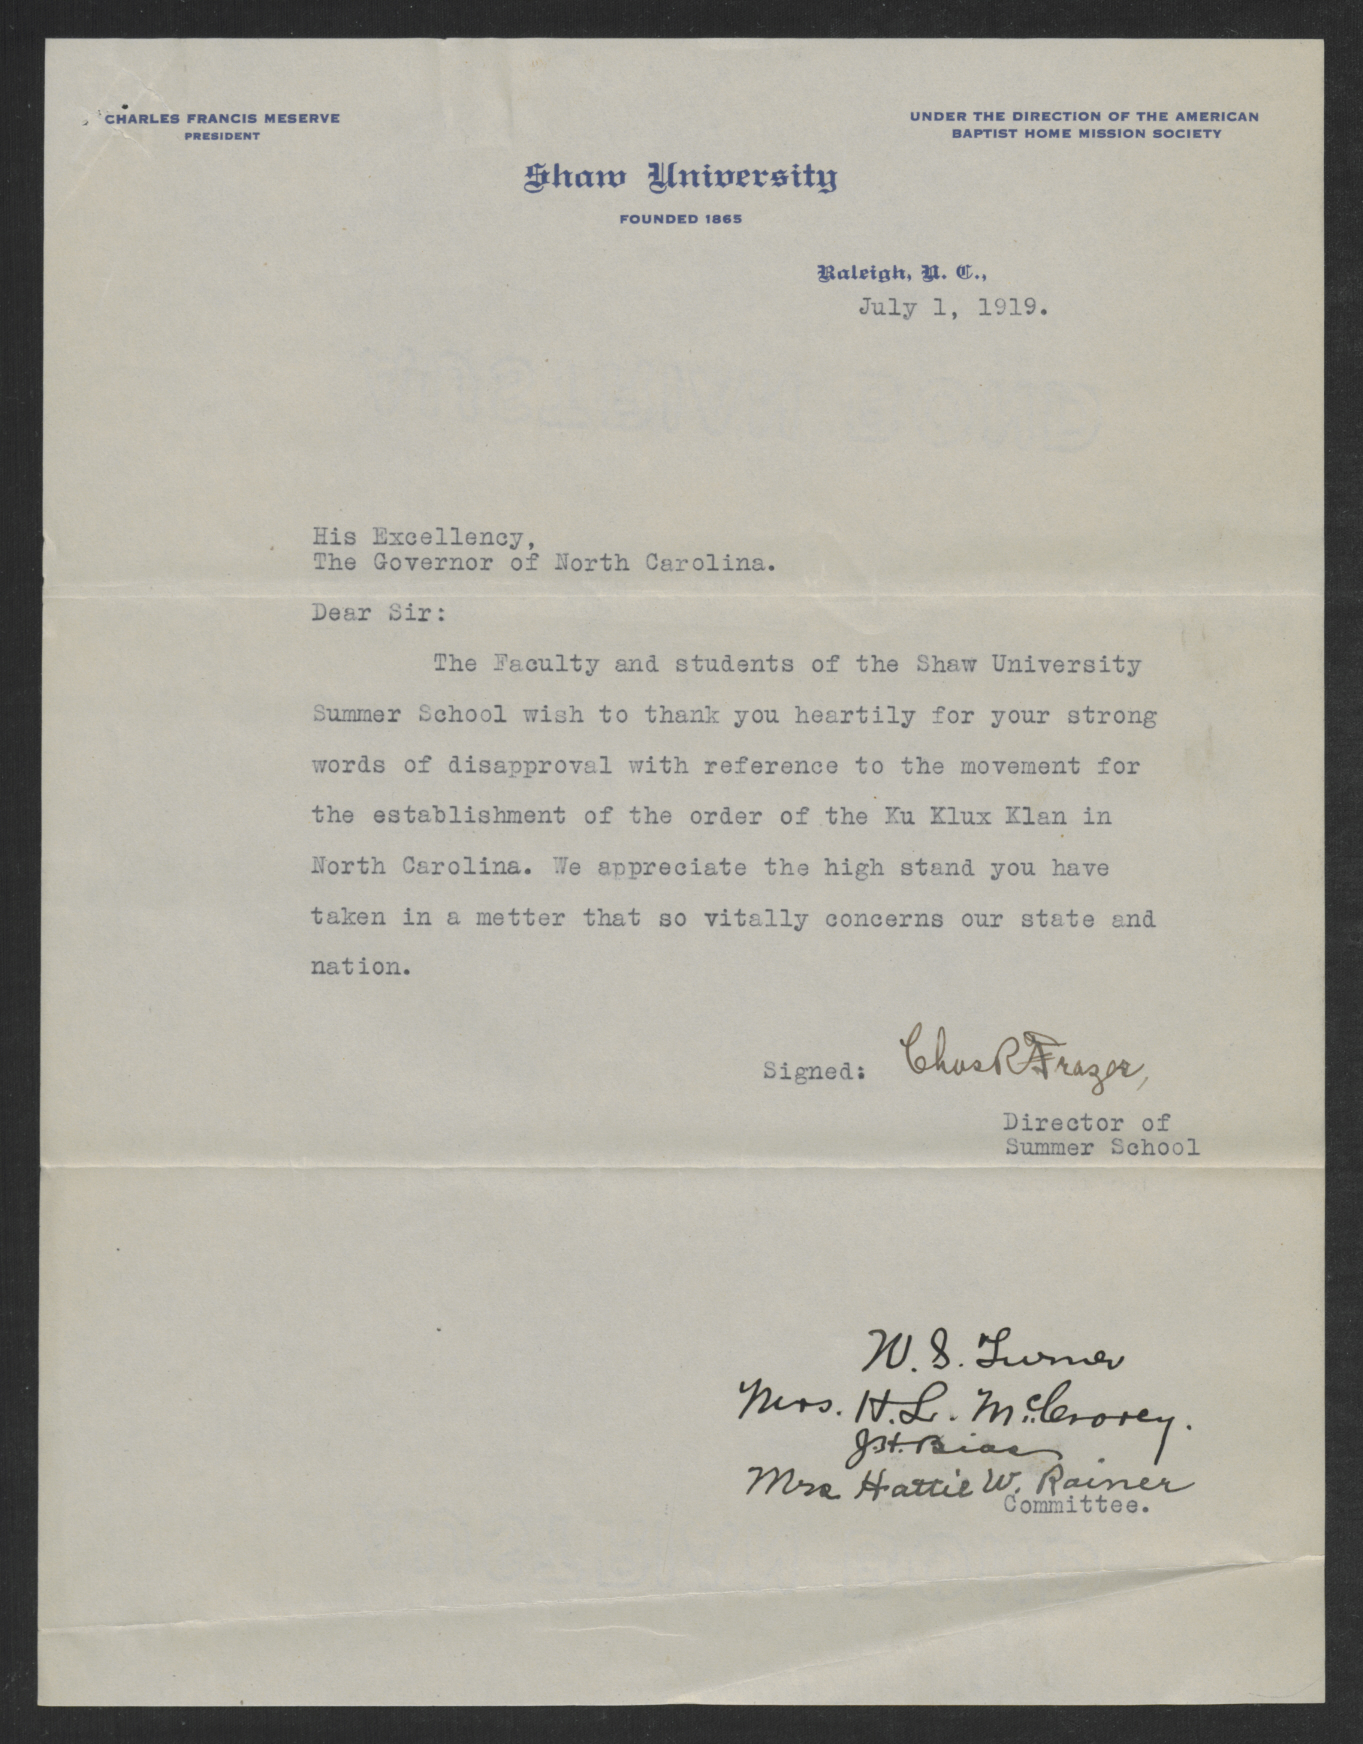 CHARLES FRANCIS MESERVE
PRESIDENT
UNDER THE DIRECTION OF THE AMERICAN
BAPTIST HOME MISSION SOCIETY
Shaw University
FOUNDED 1865
Raleigh, N. C.,
July 1, 1919.
His Excellency,
The Governor of North Carolina.
Dear Sir:
The Faculty and students of the Shaw University
Summer School wish to thank you heartily for your strong
words of disapproval with reference to the movement for
the establishment of the order of the Ku Klux Klan in
North Carolina. We appreciate the high stand you have
taken in a metter that so vitally concerns our state and
nation.
Signed: Chas R Frazer,
Director of
Summer School
W. S. Turner
Mrs. H. L. McCrorey.
J. H. Bias
Mrs Hattie W. Rainer
Committee.